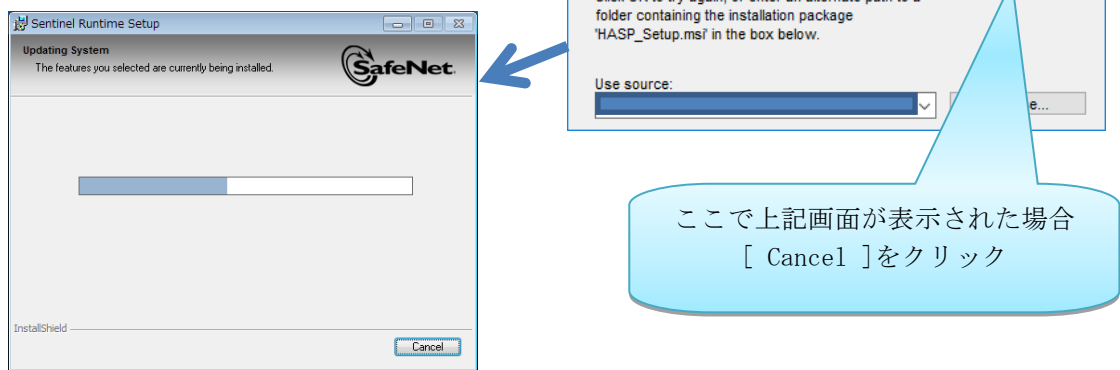 Sentinel Runtime Setup
Updating System
The features you selected are currently being installed.
SafeNet.
InstallShield
Cancel
folder containing the installation package
'HASP_Setup.msi' in the box below.
Use source:
e...
ここで上記画面が表示された場合
[ Cancel ]をクリック